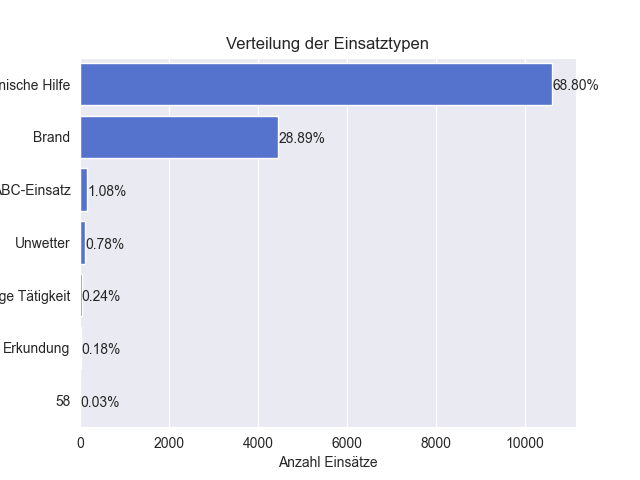 Verteilung der Einsatztypen
nische Hilfe
68.80%
Brand
28.89%
ABC-Einsatz
1.08%
Unwetter
0.78%
ge Tätigkeit
0.24%
Erkundung
0.18%
58
0.03%
0 2000 4000 6000 8000 10000
Anzahl Einsätze